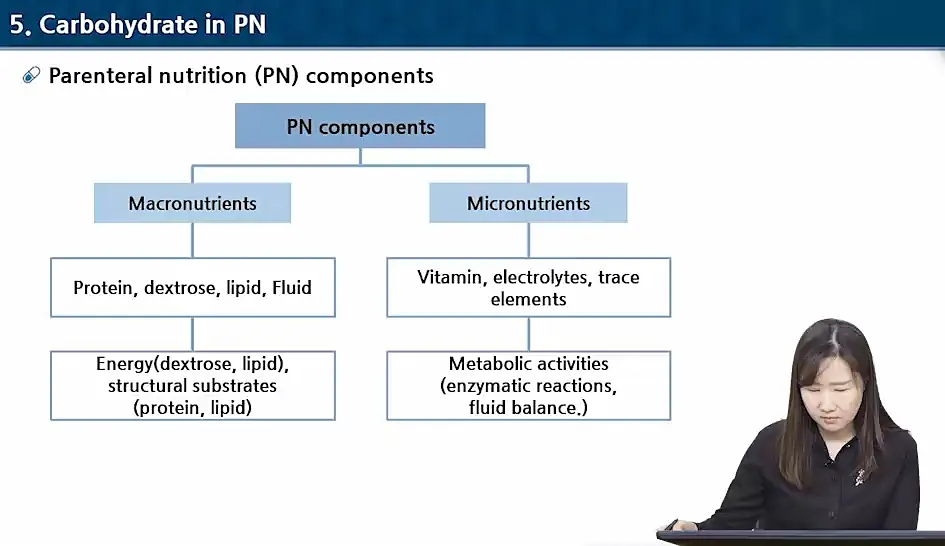 5. Carbohydrate in PN
Parenteral nutrition (PN) components
PN components
Macronutrients
Micronutrients
Protein, dextrose, lipid, Fluid
Vitamin, electrolytes, trace
elements
Energy(dextrose, lipid),
structural substrates
(protein, lipid)
Metabolic activities
(enzymatic reactions,
fluid balance.)